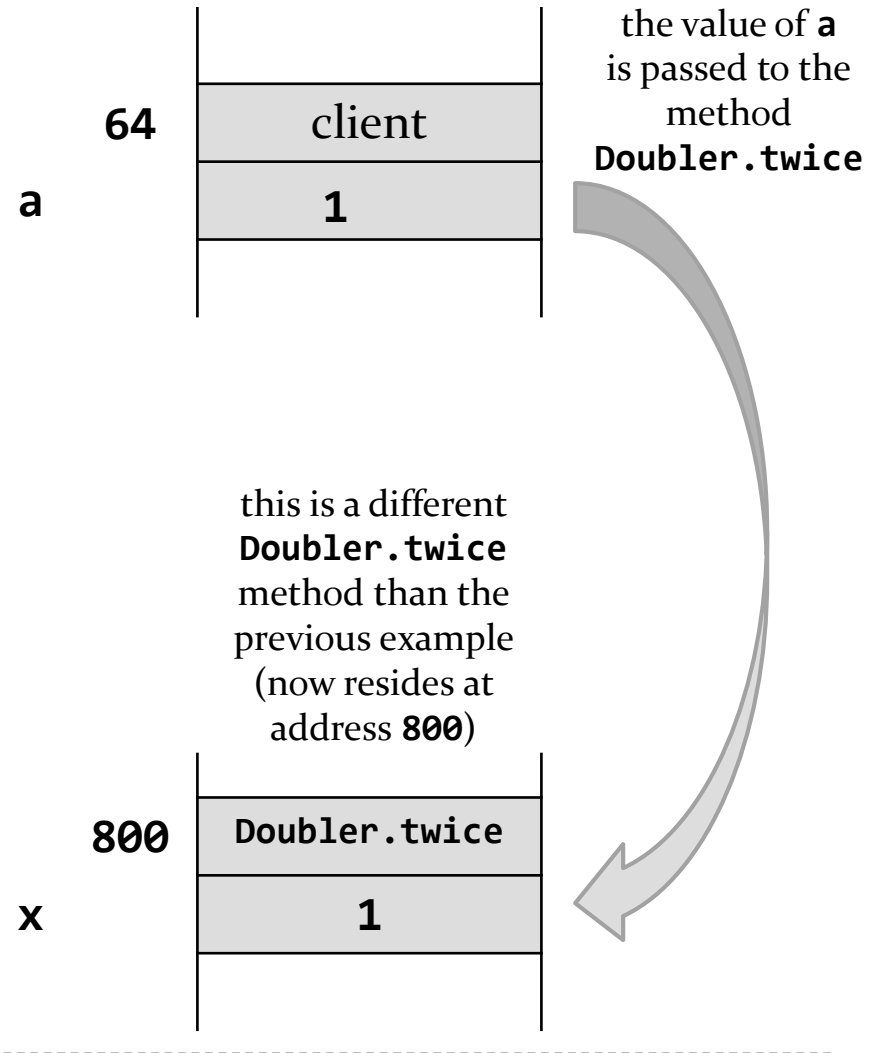 the value of a
is passed to the
method
Doubler.twice
64
client
a
1
this is a different
Doubler.twice
method than the
previous example
(now resides at
address 800)
800
Doubler.twice
x
1